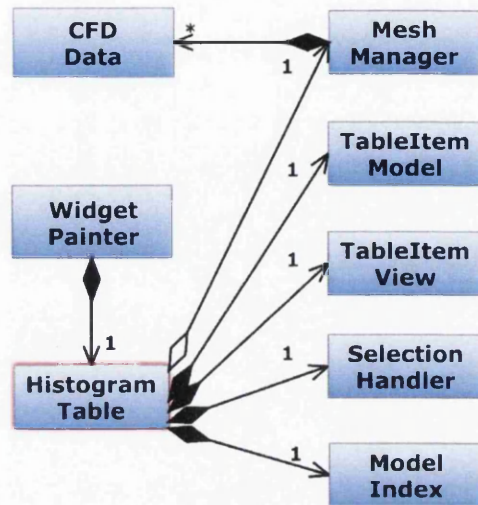 CFD
Data
*
1
Mesh
Manager
1
TableItem
Model
Widget
Painter
1
TableItem
View
1
Histogram
Table
1
Selection
Handler
1
Model
Index